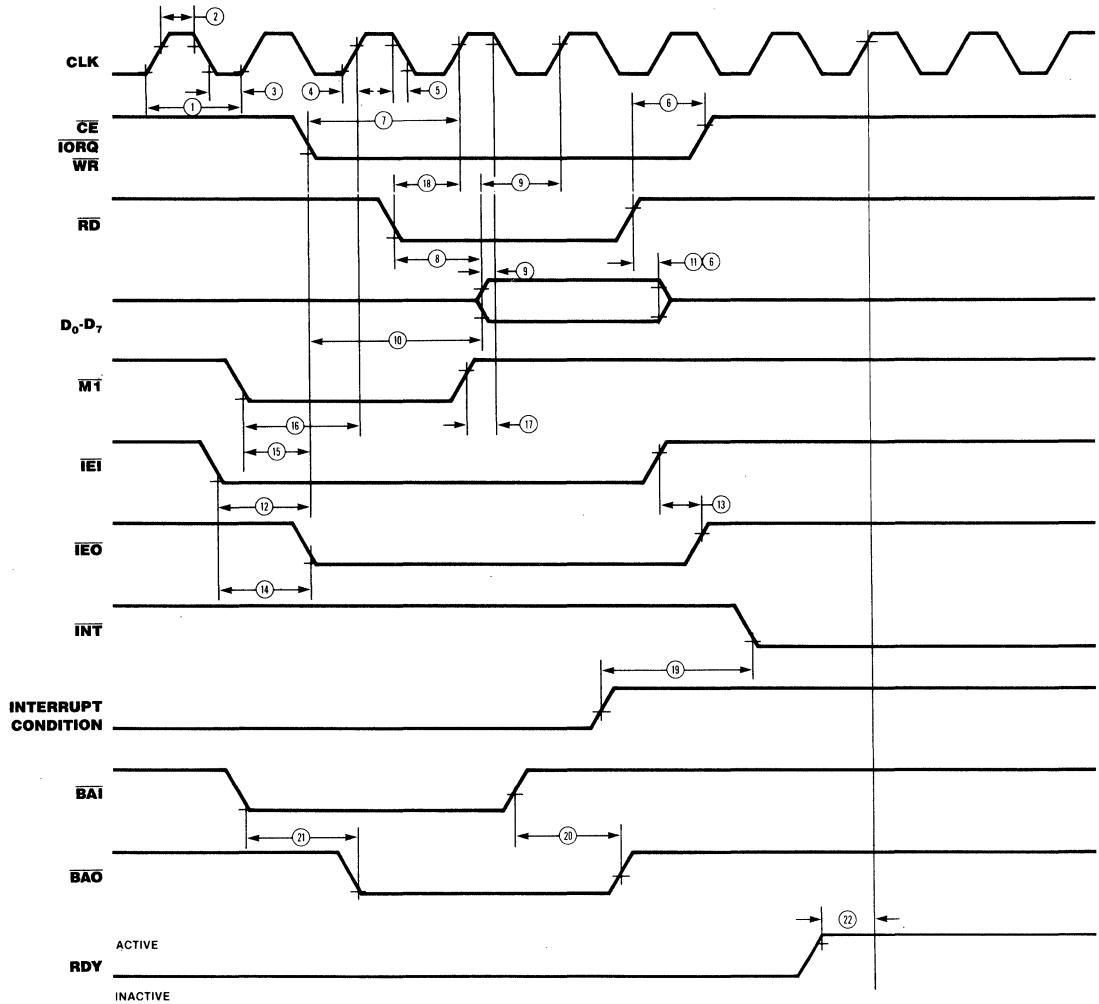 ②
CLK
③
④
⑤
①
⑥
CE
⑦
IORQ
WR
⑱
⑨
RD
⑧
⑨
⑪⑥
D₀-D₇
⑩
M1
⑯
⑰
⑮
IEI
⑫
⑬
IEO
⑭
INT
⑲
INTERRUPT
CONDITION
BAI
㉑
⑳
BAO
㉒
ACTIVE
RDY
INACTIVE